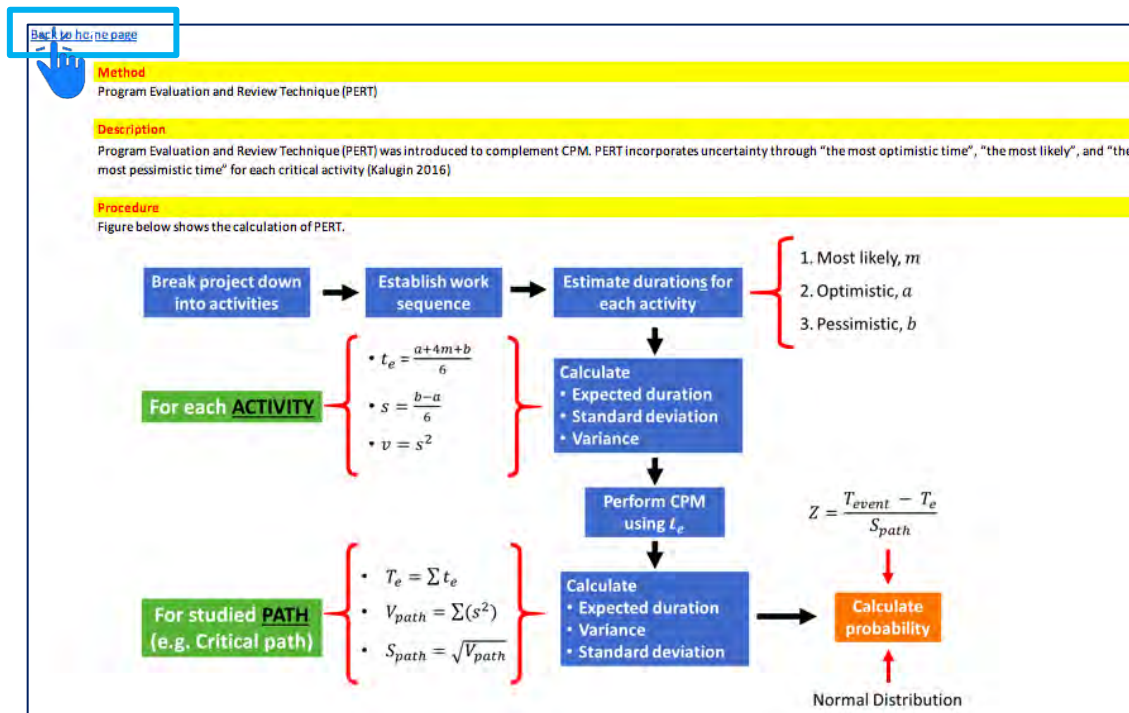 Back to home page
Method
Program Evaluation and Review Technique (PERT)
Description
Program Evaluation and Review Technique (PERT) was introduced to complement CPM. PERT incorporates uncertainty through “the most optimistic time”, “the most likely”, and “the
most pessimistic time” for each critical activity (Kalugin 2016)
Procedure
Figure below shows the calculation of PERT.
Break project down
into activities
Establish work
sequence
Estimate durations for
each activity
1. Most likely, m
2. Optimistic, a
3. Pessimistic, b
For each ACTIVITY
• t_e = (a+4m+b)/6
• s = (b−a)/6
• v = s²
Calculate
• Expected duration
• Standard deviation
• Variance
Perform CPM
using t_e
Z = (T_event − T_e)/S_path
For studied PATH
(e.g. Critical path)
• T_e = ∑ t_e
• V_path = ∑(s²)
• S_path = √V_path
Calculate
• Expected duration
• Variance
• Standard deviation
Calculate
probability
Normal Distribution